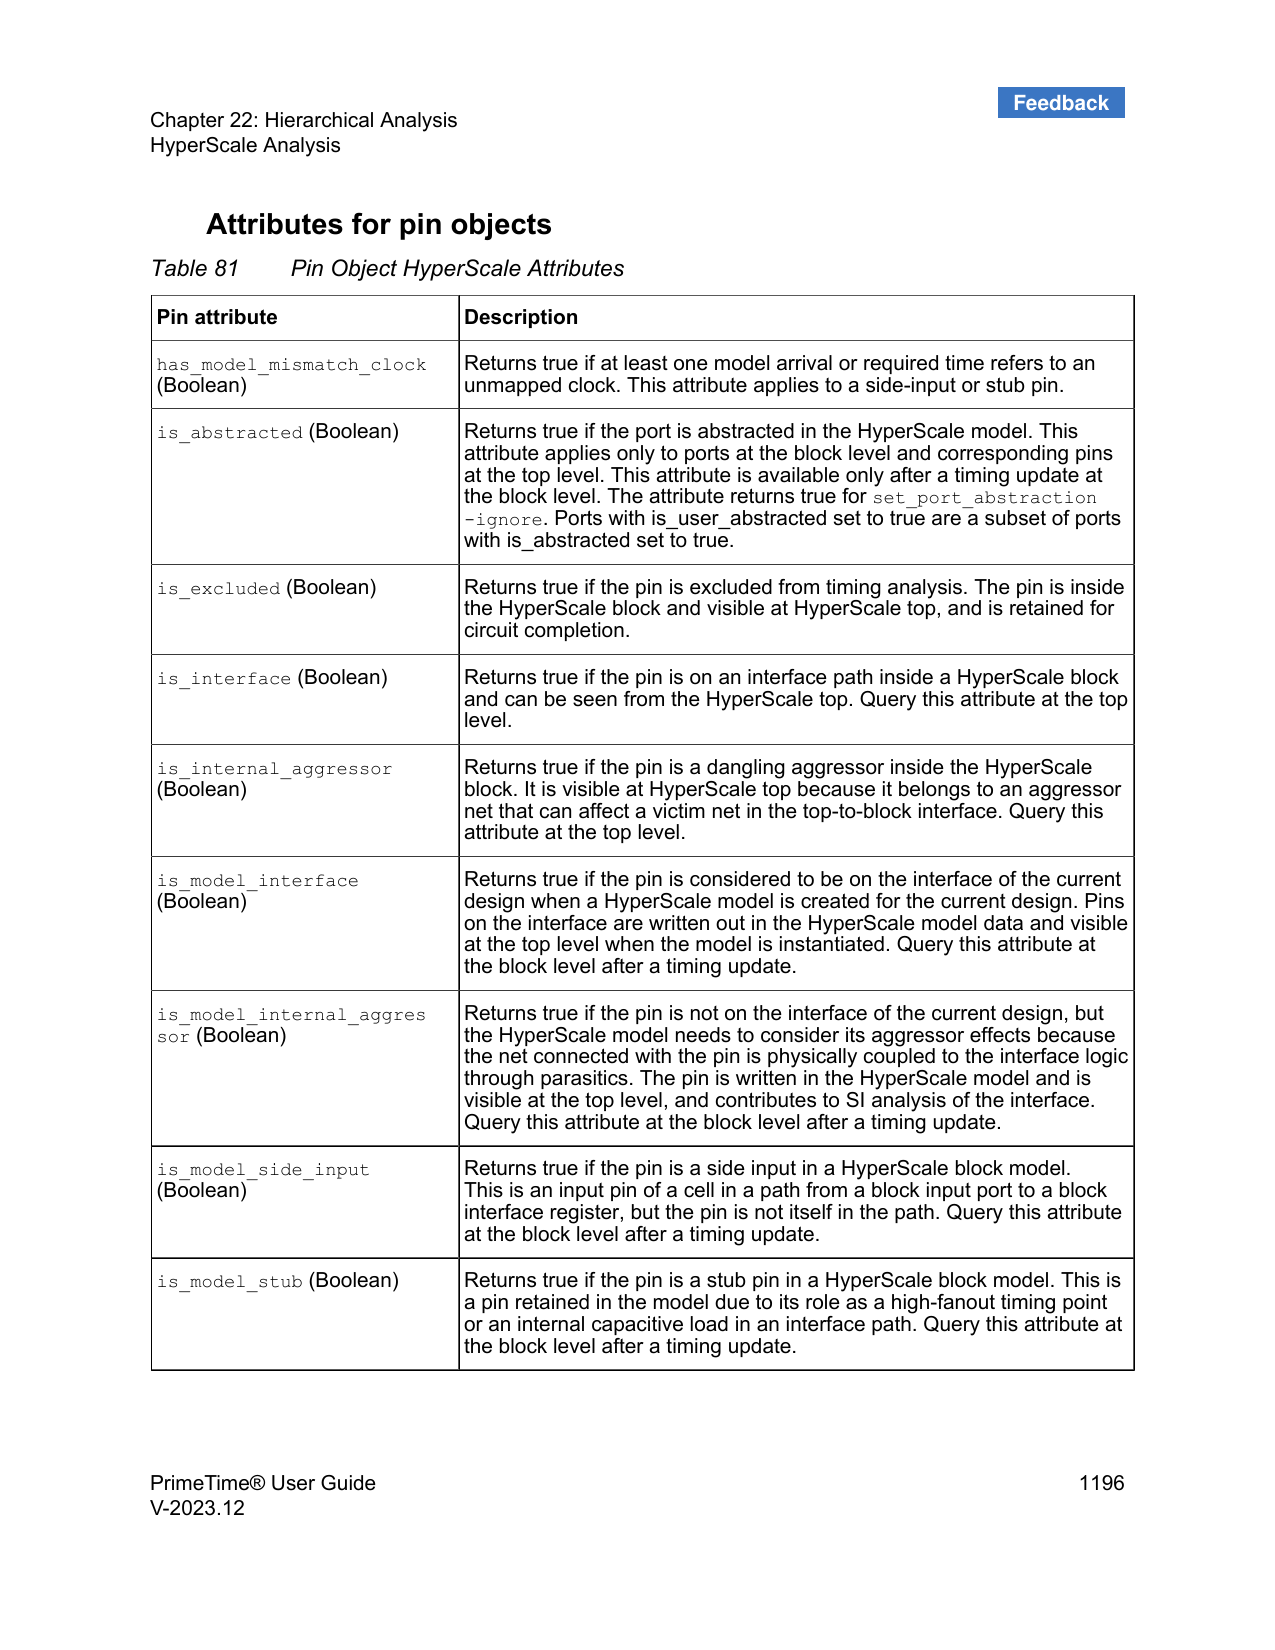 Feedback
Chapter 22: Hierarchical Analysis
HyperScale Analysis
Attributes for pin objects
Table 81 Pin Object HyperScale Attributes
Pin attribute Description
has_model_mismatch_clock
(Boolean)
Returns true if at least one model arrival or required time refers to an
unmapped clock. This attribute applies to a side-input or stub pin.
is_abstracted (Boolean)
Returns true if the port is abstracted in the HyperScale model. This
attribute applies only to ports at the block level and corresponding pins
at the top level. This attribute is available only after a timing update at
the block level. The attribute returns true for set_port_abstraction
-ignore. Ports with is_user_abstracted set to true are a subset of ports
with is_abstracted set to true.
is_excluded (Boolean)
Returns true if the pin is excluded from timing analysis. The pin is inside
the HyperScale block and visible at HyperScale top, and is retained for
circuit completion.
is_interface (Boolean)
Returns true if the pin is on an interface path inside a HyperScale block
and can be seen from the HyperScale top. Query this attribute at the top
level.
is_internal_aggressor
(Boolean)
Returns true if the pin is a dangling aggressor inside the HyperScale
block. It is visible at HyperScale top because it belongs to an aggressor
net that can affect a victim net in the top-to-block interface. Query this
attribute at the top level.
is_model_interface
(Boolean)
Returns true if the pin is considered to be on the interface of the current
design when a HyperScale model is created for the current design. Pins
on the interface are written out in the HyperScale model data and visible
at the top level when the model is instantiated. Query this attribute at
the block level after a timing update.
is_model_internal_aggres
sor (Boolean)
Returns true if the pin is not on the interface of the current design, but
the HyperScale model needs to consider its aggressor effects because
the net connected with the pin is physically coupled to the interface logic
through parasitics. The pin is written in the HyperScale model and is
visible at the top level, and contributes to SI analysis of the interface.
Query this attribute at the block level after a timing update.
is_model_side_input
(Boolean)
Returns true if the pin is a side input in a HyperScale block model.
This is an input pin of a cell in a path from a block input port to a block
interface register, but the pin is not itself in the path. Query this attribute
at the block level after a timing update.
is_model_stub (Boolean)
Returns true if the pin is a stub pin in a HyperScale block model. This is
a pin retained in the model due to its role as a high-fanout timing point
or an internal capacitive load in an interface path. Query this attribute at
the block level after a timing update.
PrimeTime® User Guide 1196
V-2023.12